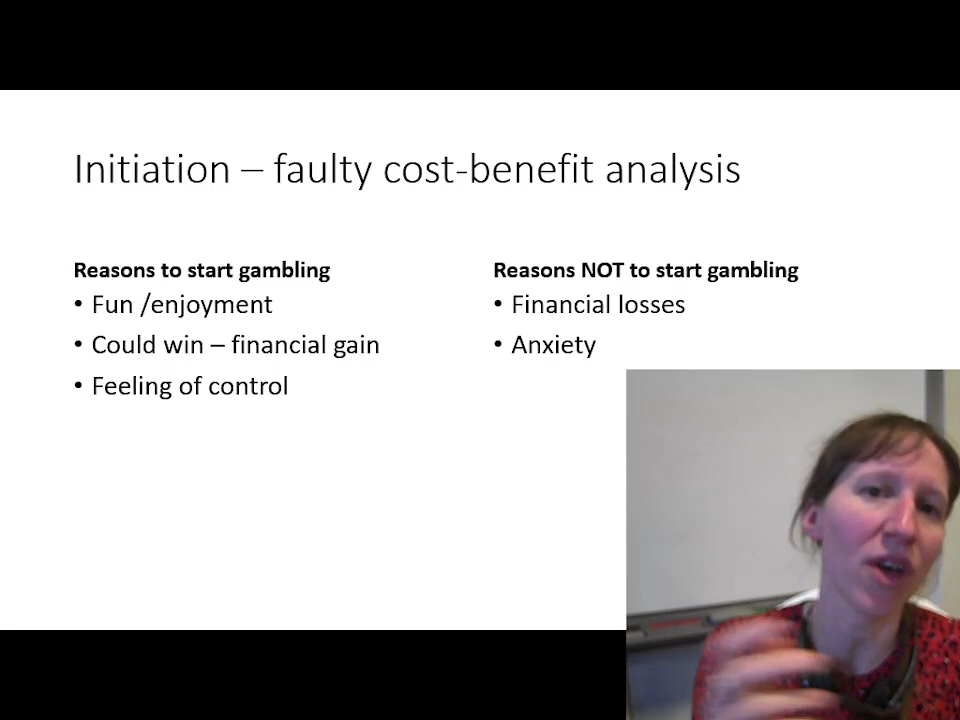 Initiation – faulty cost-benefit analysis
Reasons to start gambling
• Fun /enjoyment
• Could win – financial gain
• Feeling of control
Reasons NOT to start gambling
• Financial losses
• Anxiety